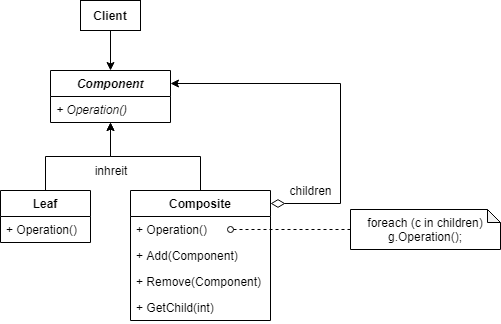 Client
Component
+ Operation()
inhreit
children
Leaf
+ Operation()
Composite
+ Operation()
+ Add(Component)
+ Remove(Component)
+ GetChild(int)
foreach (c in children)
g.Operation();